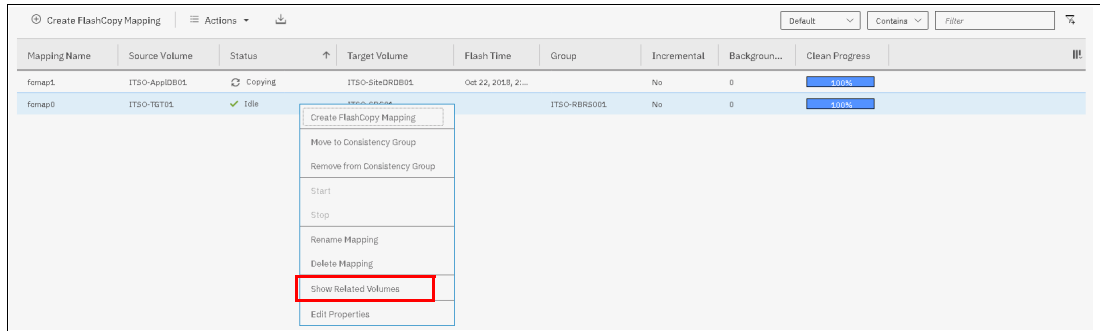 Create FlashCopy Mapping Actions Default Contains Filter
Mapping Name Source Volume Status Target Volume Flash Time Group Incremental Backgroun... Clean Progress
fcmap1 ITSO-ApplDB01 Copying ITSO-SiteDRDB01 Oct 22, 2018, 2:... No 0 100%
fcmap0 ITSO-TGT01 Idle ITSO-RBRS001 No 0 100%
Create FlashCopy Mapping
Move to Consistency Group
Remove from Consistency Group
Start
Stop
Rename Mapping
Delete Mapping
Show Related Volumes
Edit Properties